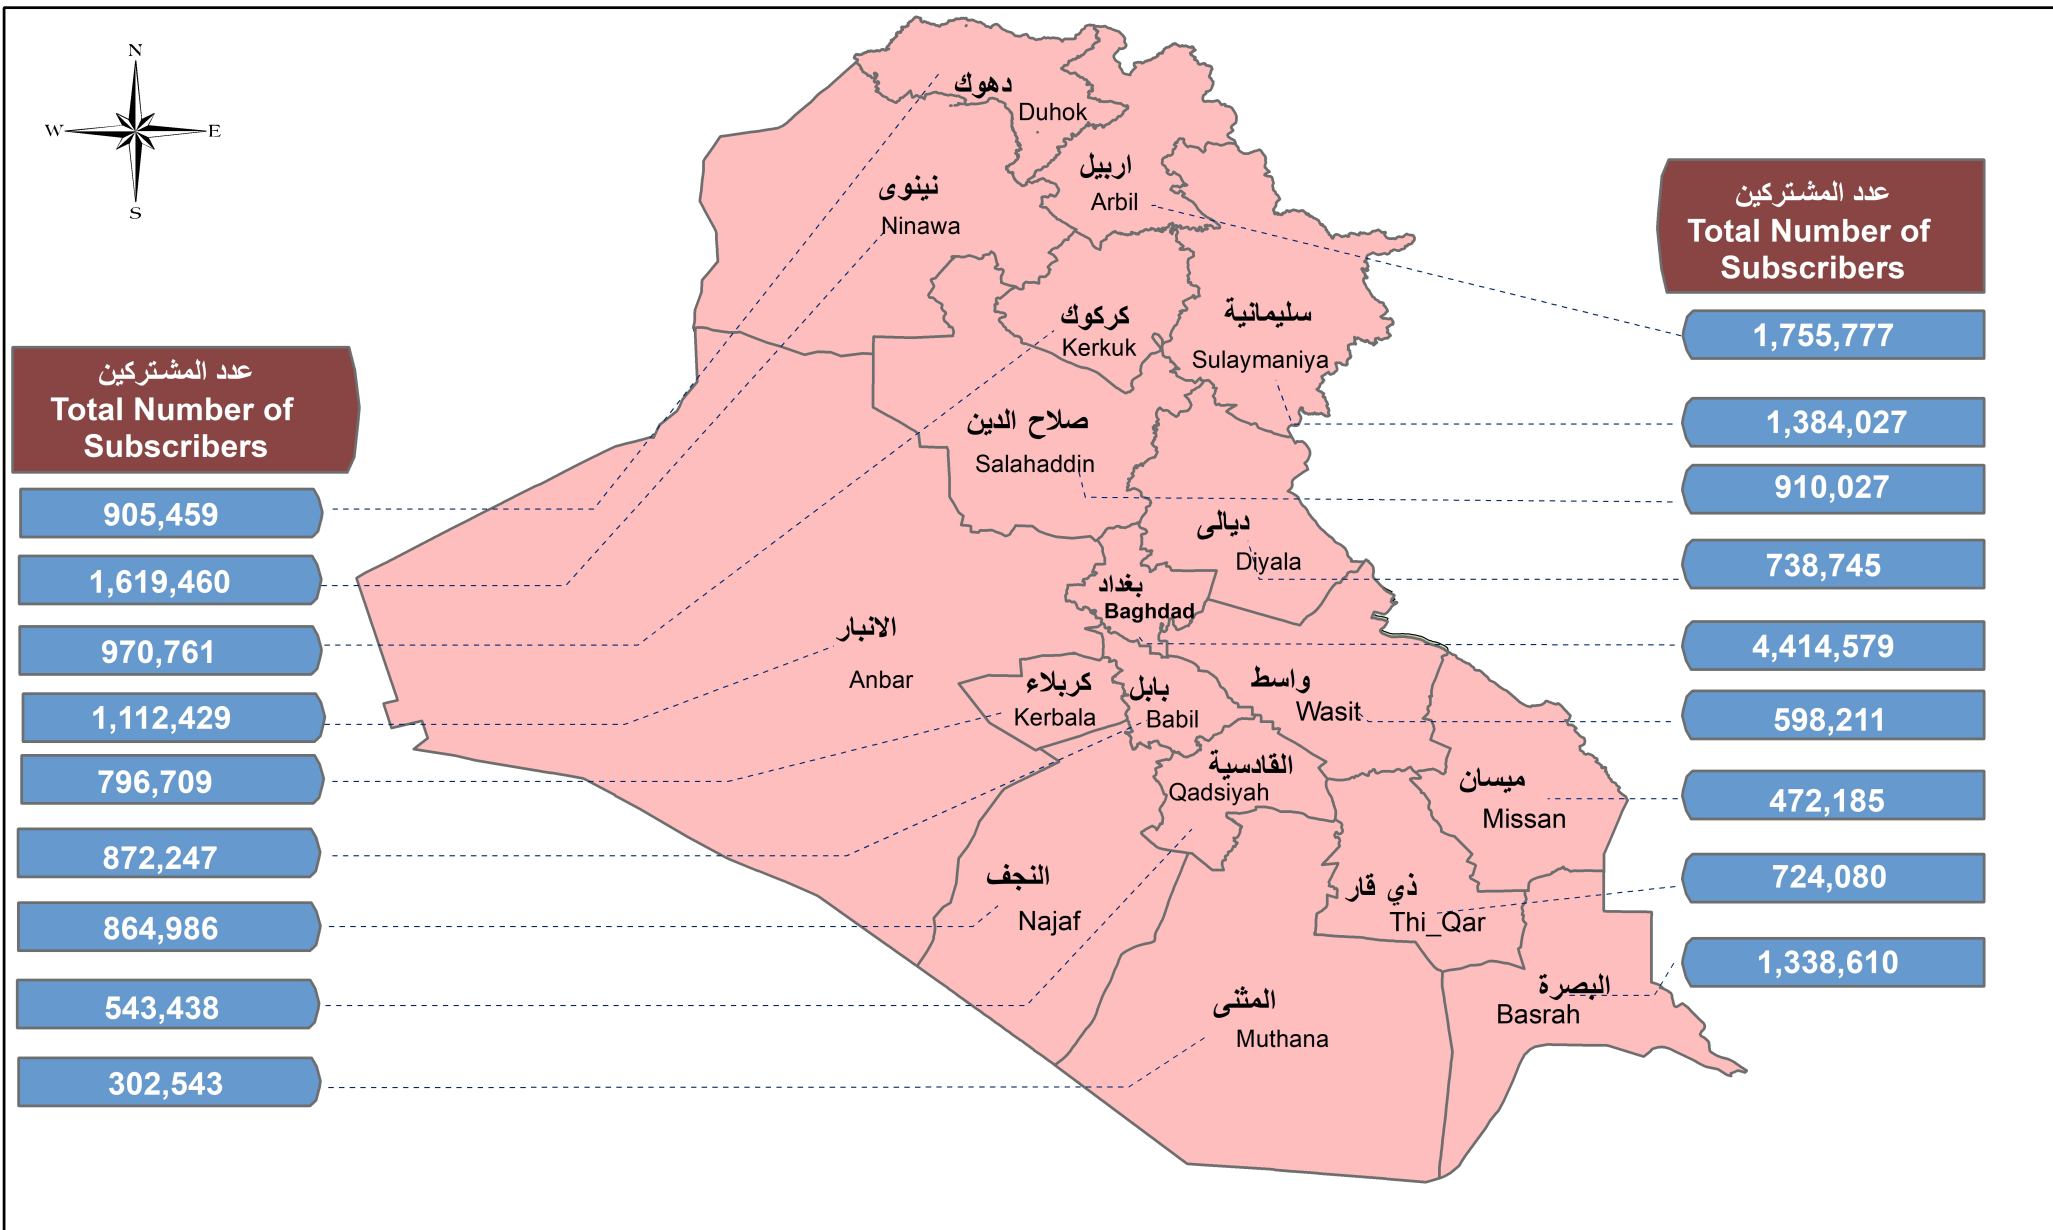 N
W
E
S
عدد المشتركين
Total Number of
Subscribers
905,459
1,619,460
970,761
1,112,429
796,709
872,247
864,986
543,438
302,543
دهوك
Duhok
اربيل
Arbil
نينوى
Ninawa
كركوك
Kerkuk
سليمانية
Sulaymaniya
صلاح الدين
Salahaddin
ديالى
Diyala
بغداد
Baghdad
الانبار
Anbar
كربلاء
Kerbala
بابل
Babil
واسط
Wasit
القادسية
Qadsiyah
ميسان
Missan
النجف
Najaf
ذي قار
Thi_Qar
المثنى
Muthana
البصرة
Basrah
عدد المشتركين
Total Number of
Subscribers
1,755,777
1,384,027
910,027
738,745
4,414,579
598,211
472,185
724,080
1,338,610